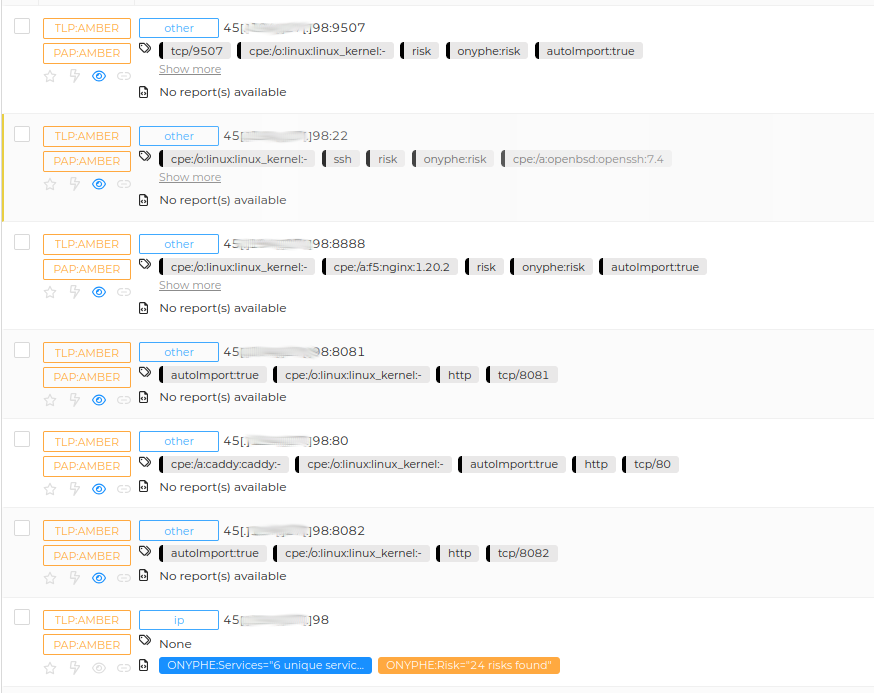 TLP:AMBER other 45[.]98:9507
PAP:AMBER tcp/9507 cpe:/o:linux:linux_kernel:- risk onyphe:risk autoImport:true
Show more
No report(s) available
TLP:AMBER other 45[.]98:22
PAP:AMBER cpe:/o:linux:linux_kernel:- ssh risk onyphe:risk cpe:/a:openbsd:openssh:7.4
Show more
No report(s) available
TLP:AMBER other 45[.]98:8888
PAP:AMBER cpe:/o:linux:linux_kernel:- cpe:/a:f5:nginx:1.20.2 risk onyphe:risk autoImport:true
Show more
No report(s) available
TLP:AMBER other 45[98:8081
PAP:AMBER autoImport:true cpe:/o:linux:linux_kernel:- http tcp/8081
No report(s) available
TLP:AMBER other 45[.]98:80
PAP:AMBER cpe:/a:caddy:caddy:- cpe:/o:linux:linux_kernel:- autoImport:true http tcp/80
No report(s) available
TLP:AMBER other 45[.].]98:8082
PAP:AMBER autoImport:true cpe:/o:linux:linux_kernel:- http tcp/8082
No report(s) available
TLP:AMBER ip 45[]98
PAP:AMBER None
ONYPHE:Services="6 unique servic... ONYPHE:Risk="24 risks found"